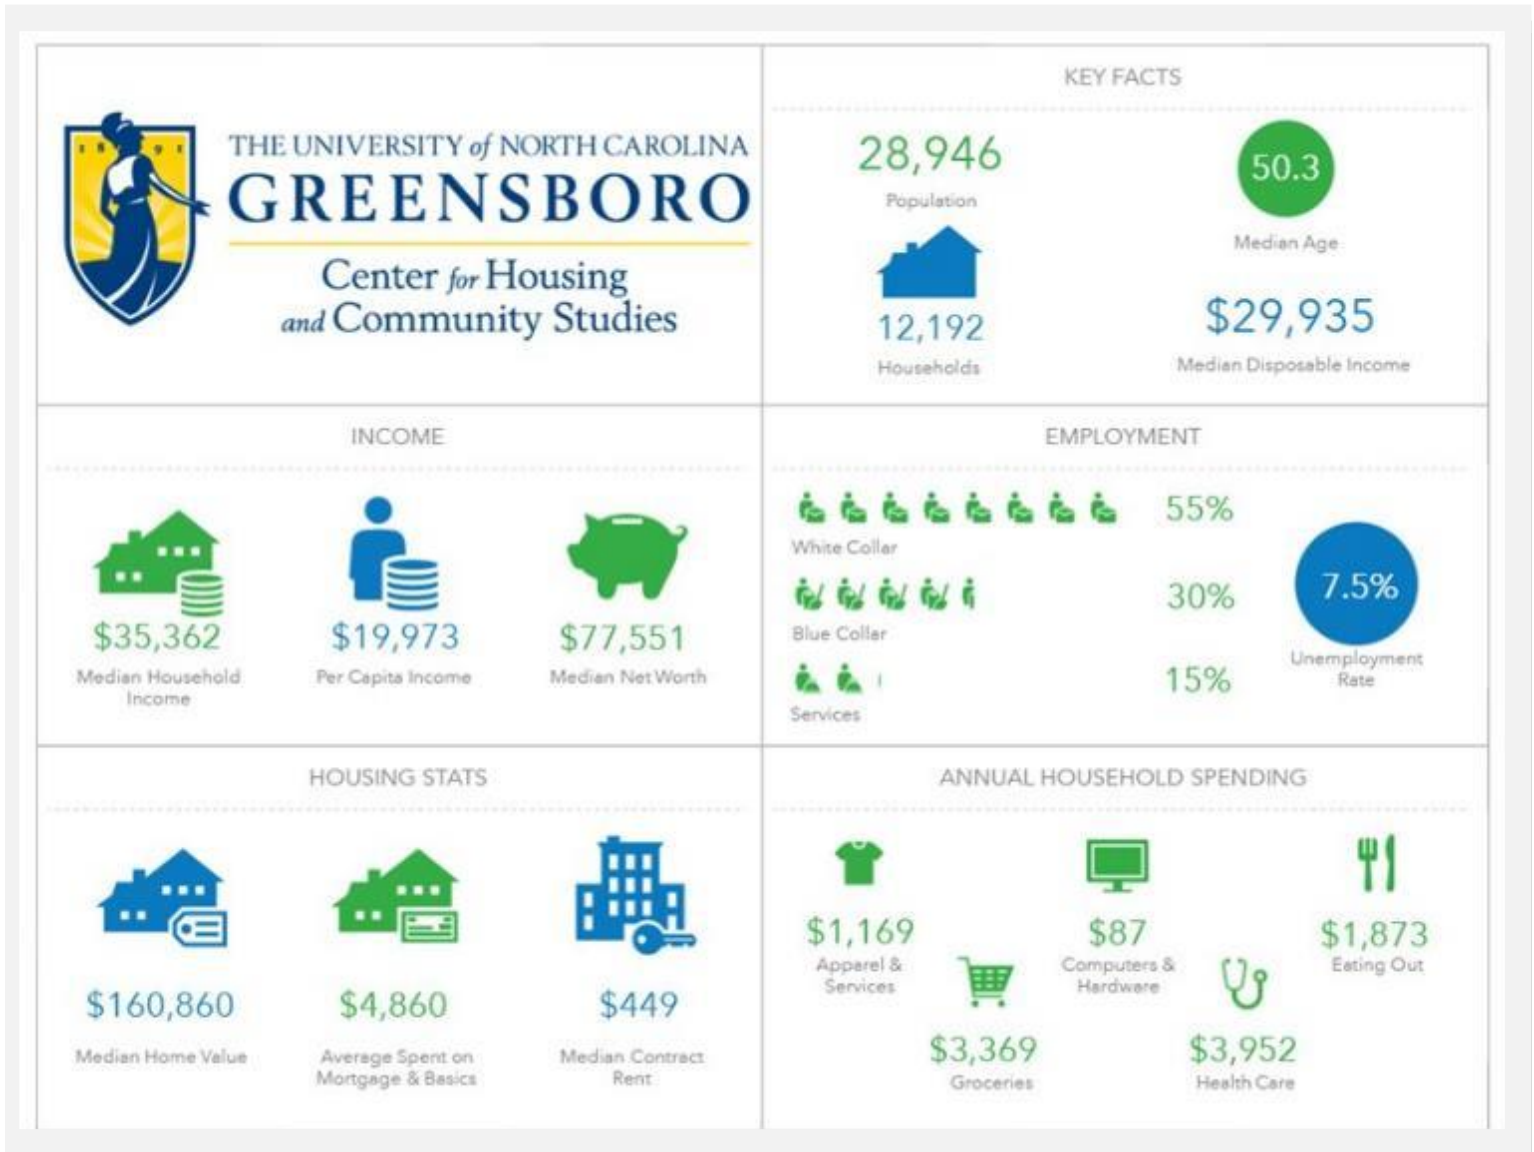 18 91
THE UNIVERSITY of NORTH CAROLINA
GREENSBORO
Center for Housing
and Community Studies
KEY FACTS
28,946
Population
50.3
Median Age
12,192
Households
$29,935
Median Disposable Income
INCOME
$35,362
Median Household
Income
$19,973
Per Capita Income
$77,551
Median Net Worth
EMPLOYMENT
55%
White Collar
30%
Blue Collar
15%
Services
7.5%
Unemployment
Rate
HOUSING STATS
$160,860
Median Home Value
$4,860
Average Spent on
Mortgage & Basics
$449
Median Contract
Rent
ANNUAL HOUSEHOLD SPENDING
$1,169
Apparel &
Services
$87
Computers &
Hardware
$1,873
Eating Out
$3,369
Groceries
$3,952
Health Care